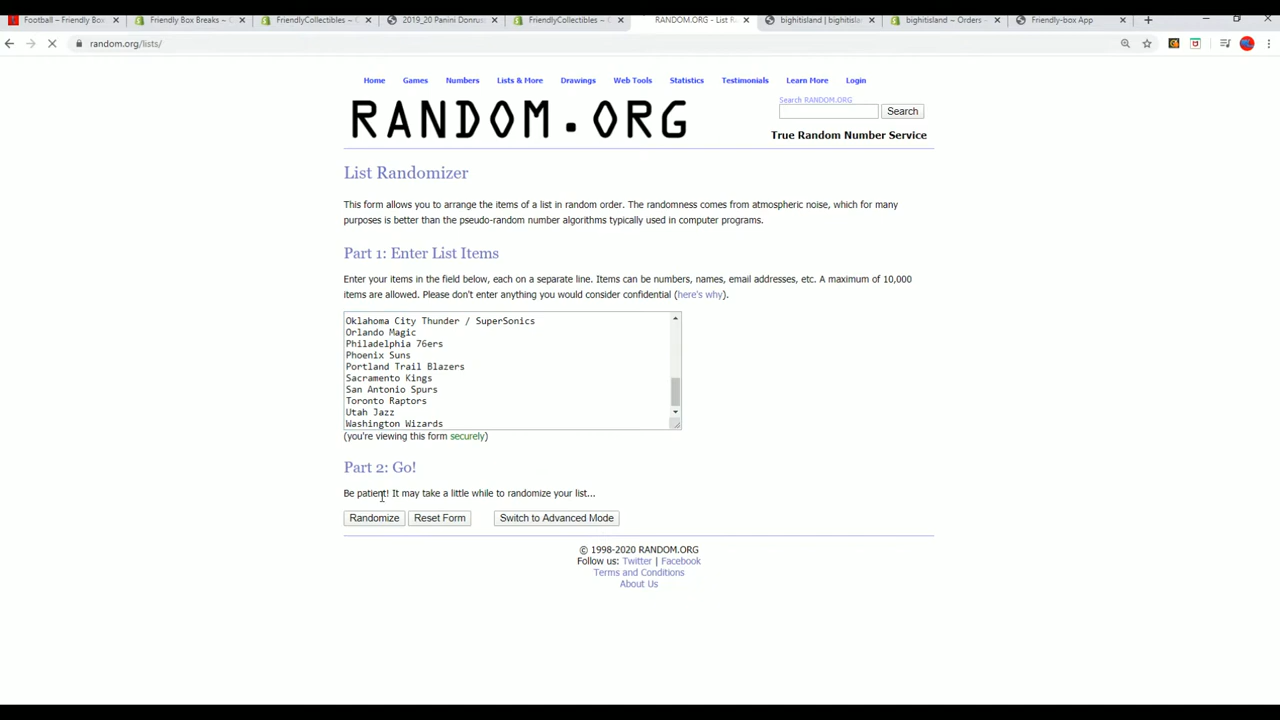 Football – Friendly Box
Friendly Box Breaks ~
FriendlyCollectibles ~
2019_20 Panini Donrus
FriendlyCollectibles ~
RANDOM.ORG - List R
bighitisland | bighitisla
bighitisland ~ Orders
Friendly-box App
random.org/lists/
Home Games Numbers Lists & More Drawings Web Tools Statistics Testimonials Learn More Login
RANDOM.ORG
Search RANDOM.ORG
Search
True Random Number Service
List Randomizer
This form allows you to arrange the items of a list in random order. The randomness comes from atmospheric noise, which for many
purposes is better than the pseudo-random number algorithms typically used in computer programs.
Part 1: Enter List Items
Enter your items in the field below, each on a separate line. Items can be numbers, names, email addresses, etc. A maximum of 10,000
items are allowed. Please don't enter anything you would consider confidential (here's why).
Oklahoma City Thunder / SuperSonics
Orlando Magic
Philadelphia 76ers
Phoenix Suns
Portland Trail Blazers
Sacramento Kings
San Antonio Spurs
Toronto Raptors
Utah Jazz
Washington Wizards
(you're viewing this form securely)
Part 2: Go!
Be patient! It may take a little while to randomize your list...
Randomize Reset Form Switch to Advanced Mode
© 1998-2020 RANDOM.ORG
Follow us: Twitter | Facebook
Terms and Conditions
About Us